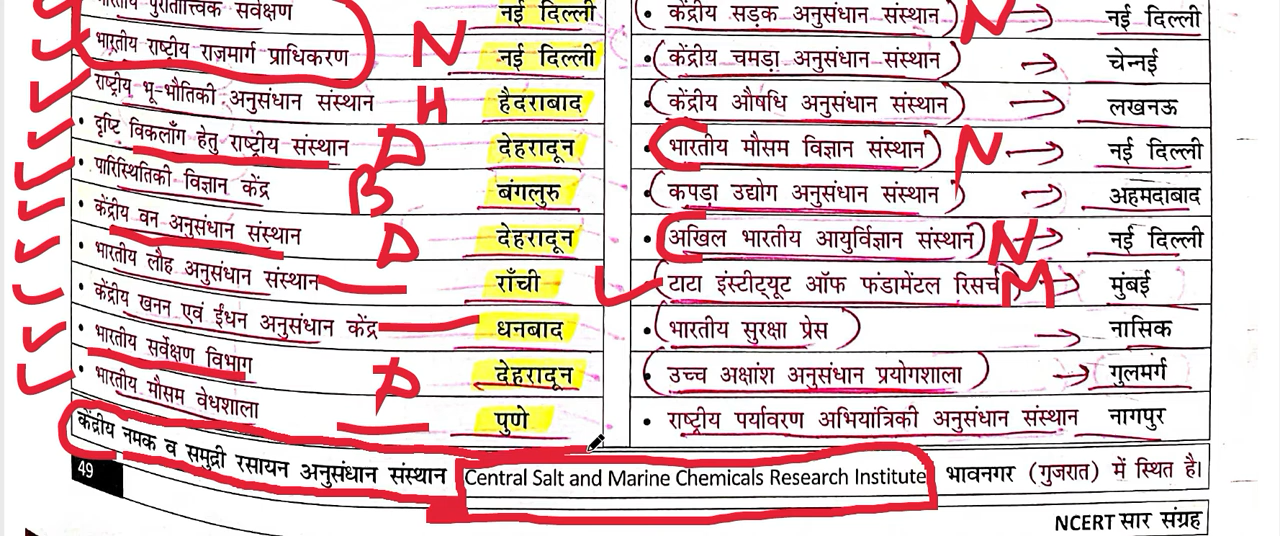 भारतीय पुरातात्त्विक सर्वेक्षण नई दिल्ली
भारतीय राष्ट्रीय राजमार्ग प्राधिकरण N नई दिल्ली
राष्ट्रीय भू-भौतिकी अनुसंधान संस्थान H हैदराबाद
• दृष्टि विकलाँग हेतु राष्ट्रीय संस्थान D देहरादून
• पारिस्थितिकी विज्ञान केंद्र B बंगलुरु
• केंद्रीय वन अनुसंधान संस्थान D देहरादून
• भारतीय लौह अनुसंधान संस्थान राँची
• केंद्रीय खनन एवं ईंधन अनुसंधान केंद्र धनबाद
• भारतीय सर्वेक्षण विभाग D देहरादून
• भारतीय मौसम वेधशाला पुणे
• केंद्रीय सड़क अनुसंधान संस्थान) N → नई दिल्ली
• (केंद्रीय चमड़ा अनुसंधान संस्थान) → चेन्नई
• (केंद्रीय औषधि अनुसंधान संस्थान) → लखनऊ
• (भारतीय मौसम विज्ञान संस्थान) N → नई दिल्ली
• (कपड़ा उद्योग अनुसंधान संस्थान) → अहमदाबाद
• (अखिल भारतीय आयुर्विज्ञान संस्थान) N → नई दिल्ली
• (टाटा इंस्टीट्यूट ऑफ फंडामेंटल रिसर्च) M → मुंबई
• (भारतीय सुरक्षा प्रेस) → नासिक
• (उच्च अक्षांश अनुसंधान प्रयोगशाला) → गुलमर्ग
• राष्ट्रीय पर्यावरण अभियांत्रिकी अनुसंधान संस्थान नागपुर
केंद्रीय नमक व समुद्री रसायन अनुसंधान संस्थान Central Salt and Marine Chemicals Research Institute भावनगर (गुजरात) में स्थित है।
49
NCERT सार संग्रह